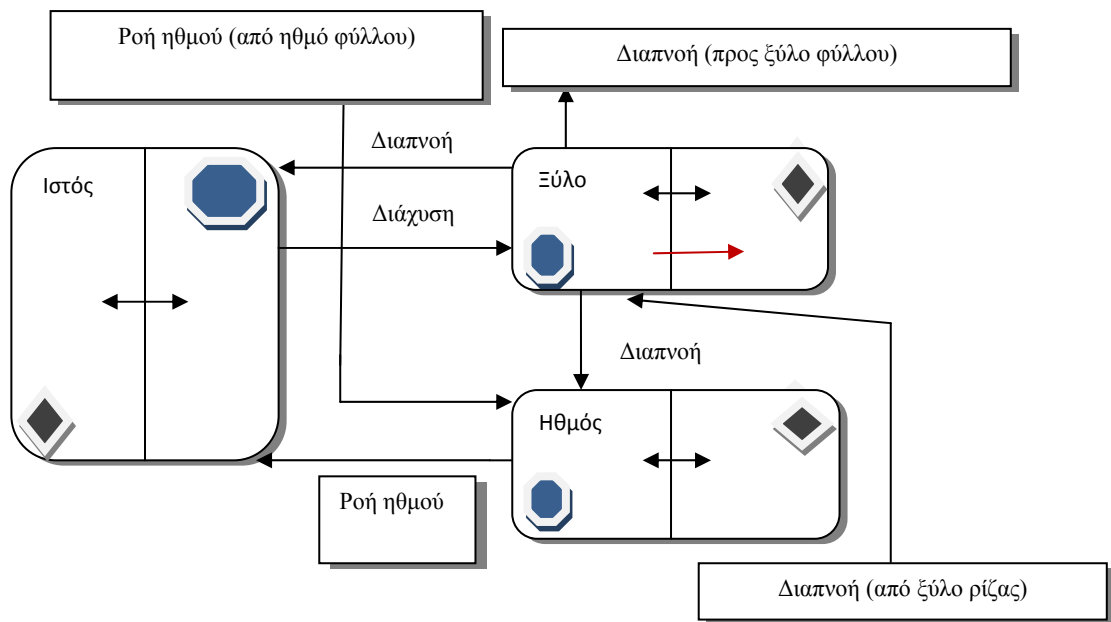 Ροή ηθμού (από ηθμό φύλλου)
Διαπνοή (προς ξύλο φύλλου)
Διαπνοή
Ιστός
Ξύλο
Διάχυση
Διαπνοή
Ηθμός
Ροή ηθμού
Διαπνοή (από ξύλο ρίζας)